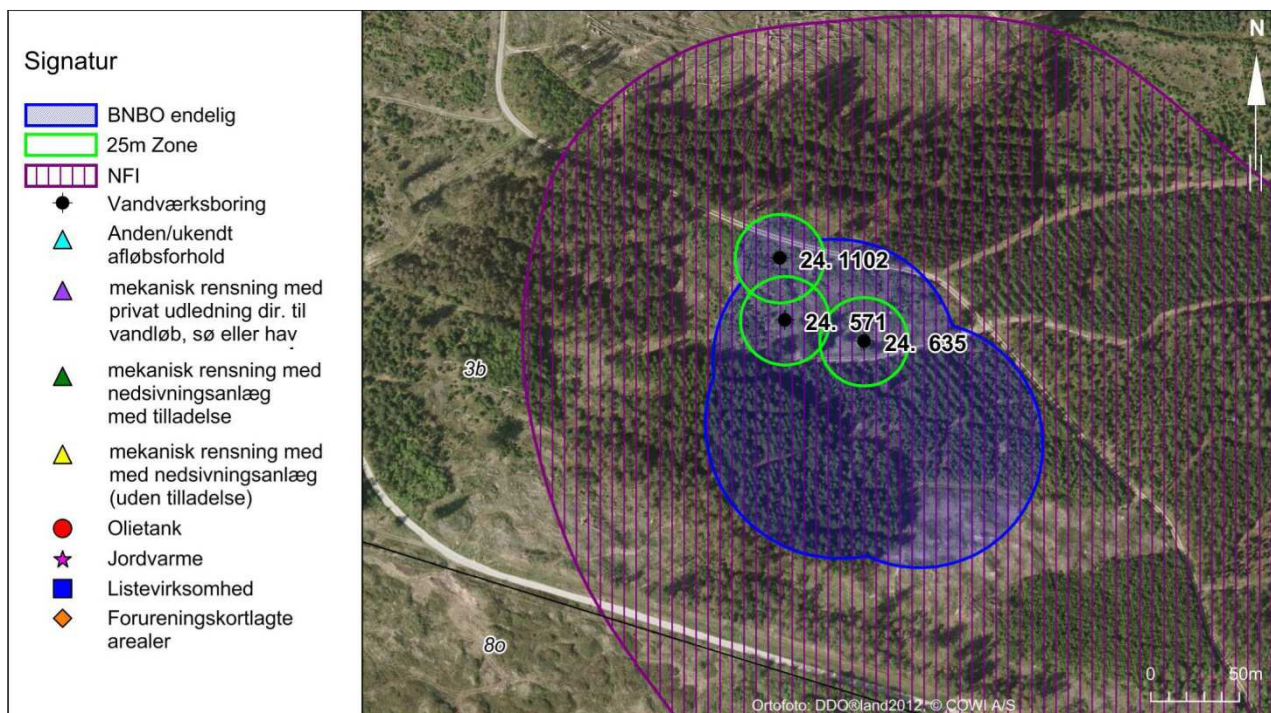 Signatur
BNBO endelig
25m Zone
NFI
Vandværksboring
Anden/ukendt
afløbsforhold
mekanisk rensning med
privat udledning dir. til
vandløb, sø eller hav
mekanisk rensning med
nedsivningsanlæg
med tilladelse
mekanisk rensning med
med nedsivningsanlæg
(uden tilladelse)
Olietank
Jordvarme
Listevirksomhed
Forureningskortlagte
arealer
N
24. 1102
24. 571
24. 635
3b
8o
0 50m
Ortofoto: DDO®land2012, © COWI A/S